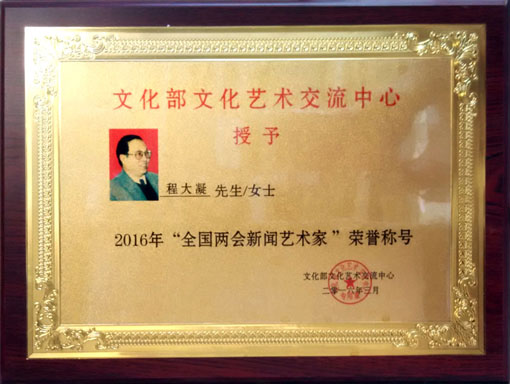 文化部文化艺术交流中心
授予
程大凝 先生/女士
2016年“全国两会新闻艺术家”荣誉称号
文化部文化艺术交流中心
二零一六年三月